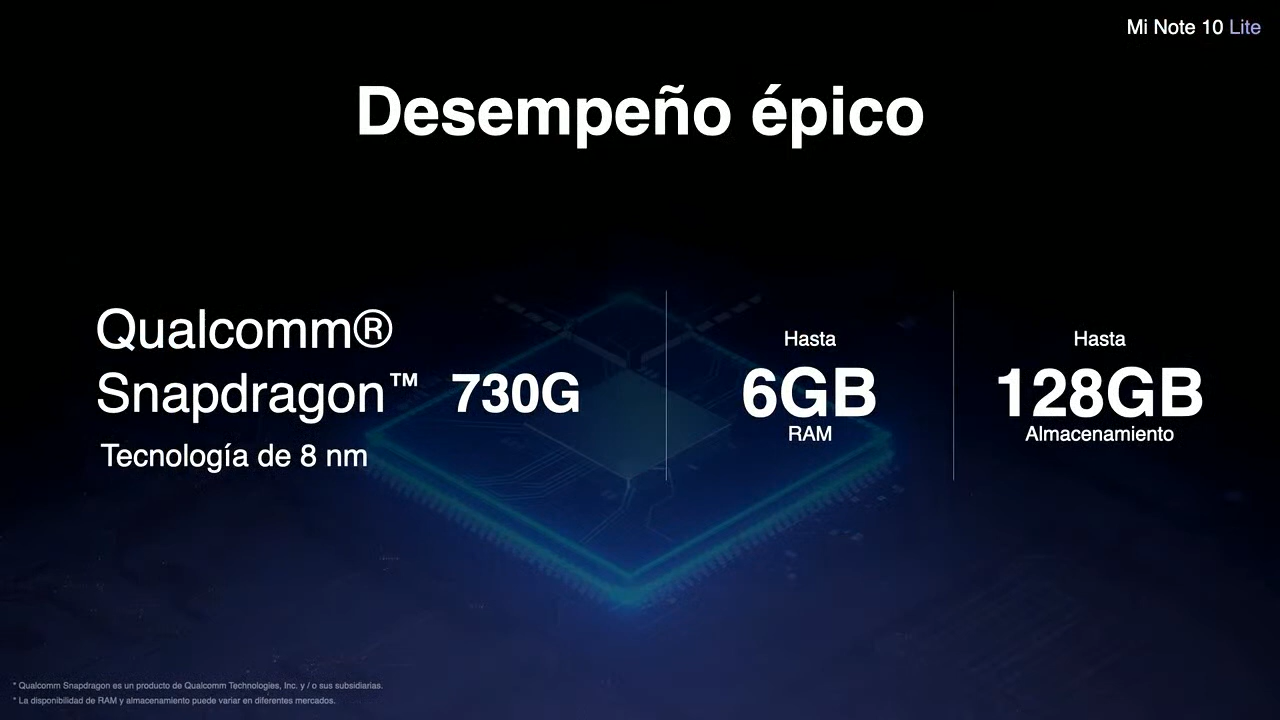 Mi Note 10 Lite
Desempeño épico
Qualcomm®
Snapdragon™ 730G
Tecnología de 8 nm
Hasta
6GB
RAM
Hasta
128GB
Almacenamiento
* Qualcomm Snapdragon es un producto de Qualcomm Technologies, Inc. y / o sus subsidiarias.
* La disponibilidad de RAM y almacenamiento puede variar en diferentes mercados.